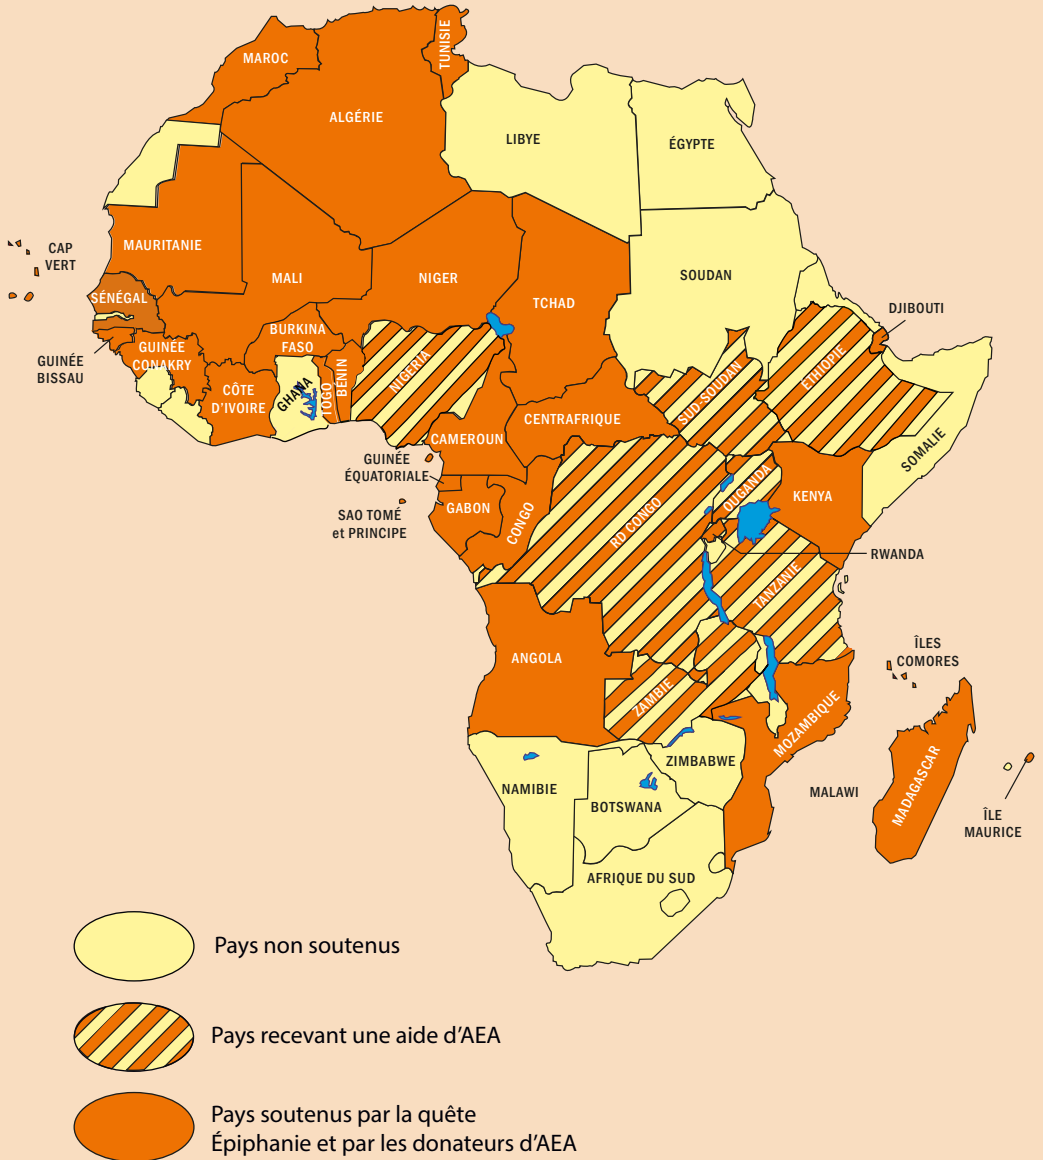 MAROC
TUNISIE
ALGÉRIE
LIBYE
ÉGYPTE
MAURITANIE
CAP
VERT
MALI
NIGER
TCHAD
SOUDAN
SÉNÉGAL
DJIBOUTI
BURKINA
FASO
GUINÉE
BISSAU
GUINÉE
CONAKRY
CÔTE
D'IVOIRE
GHANA
TOGO
BÉNIN
NIGERIA
SUD-SOUDAN
ÉTHIOPIE
SOMALIE
CENTRAFRIQUE
CAMEROUN
GUINÉE
ÉQUATORIALE
SAO TOMÉ
et PRINCIPE
GABON
CONGO
RD CONGO
OUGANDA
KENYA
RWANDA
TANZANIE
ANGOLA
ZAMBIE
ÎLES
COMORES
MOZAMBIQUE
MADAGASCAR
NAMIBIE
BOTSWANA
ZIMBABWE
MALAWI
ÎLE
MAURICE
AFRIQUE DU SUD
Pays non soutenus
Pays recevant une aide d'AEA
Pays soutenus par la quête
Épiphanie et par les donateurs d'AEA